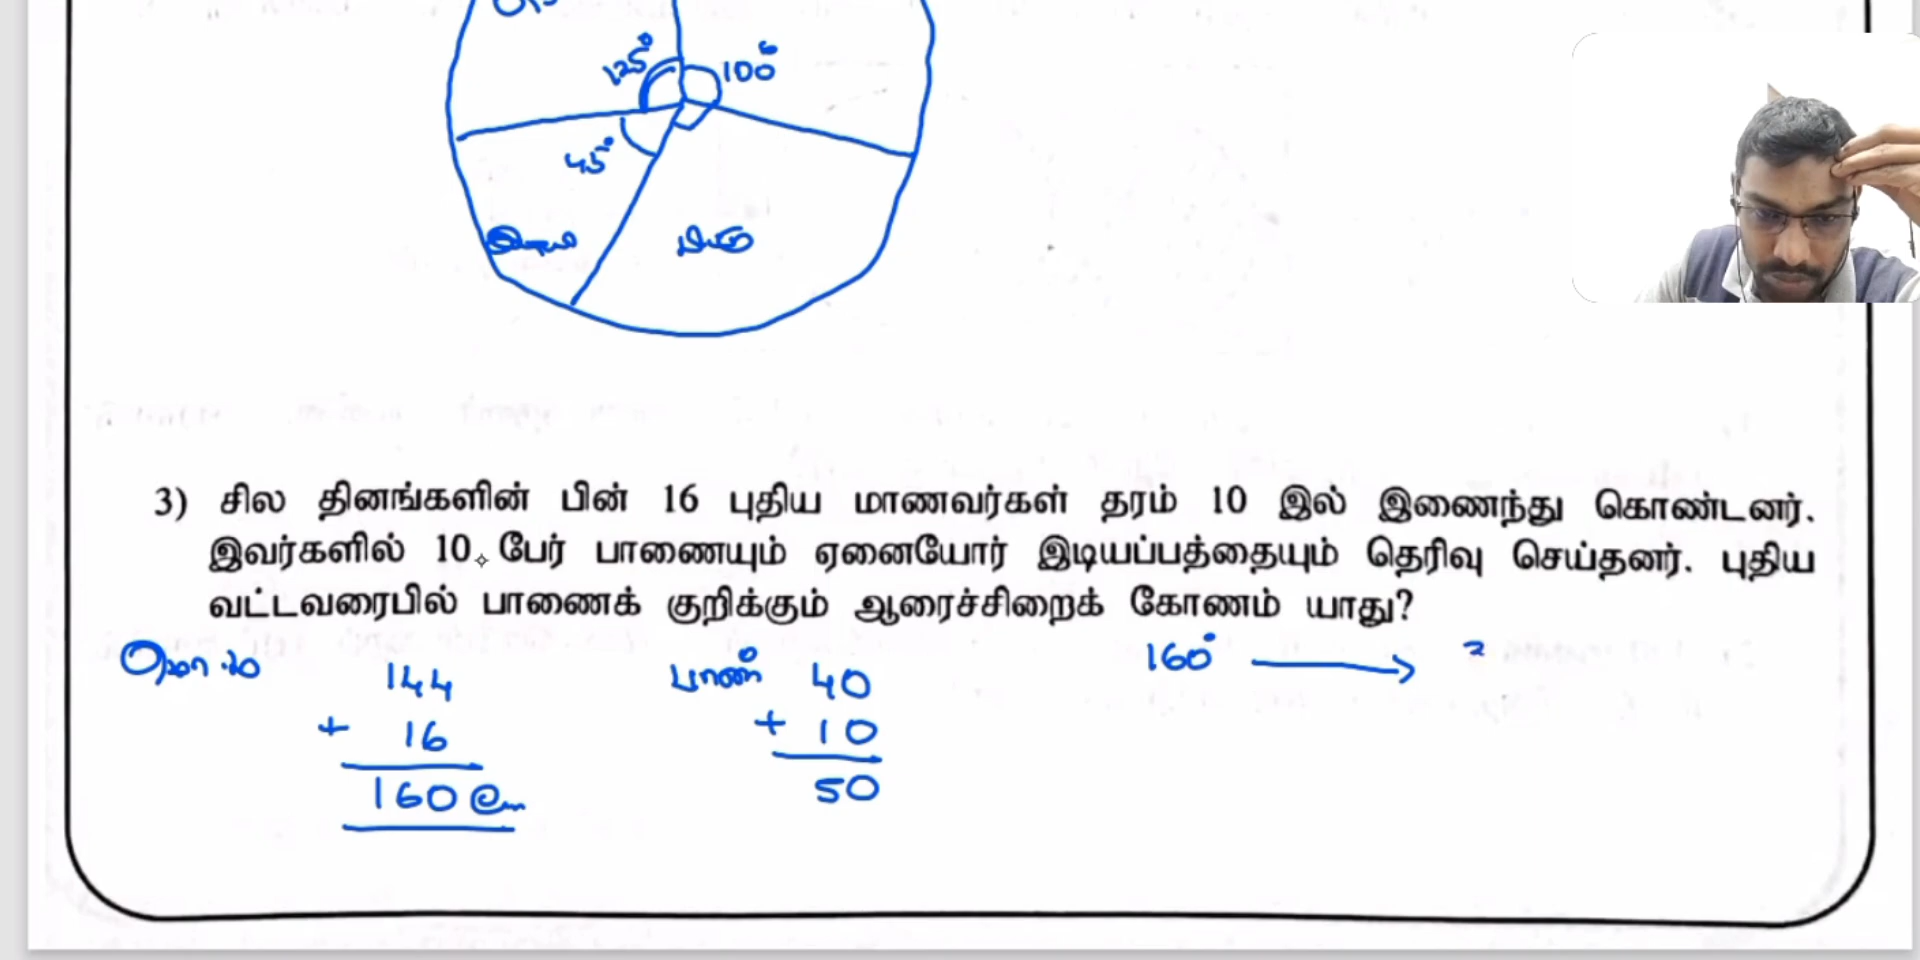 125° 100°
45°
3) சில தினங்களின் பின் 16 புதிய மாணவர்கள் தரம் 10 இல் இணைந்து கொண்டனர்.
இவர்களில் 10 பேர் பாணையும் ஏனையோர் இடியப்பத்தையும் தெரிவு செய்தனர். புதிய
வட்டவரைபில் பாணைக் குறிக்கும் ஆரைச்சிறைக் கோணம் யாது?
144 பாண் 40 160° ?
+ 16 + 10
160 50